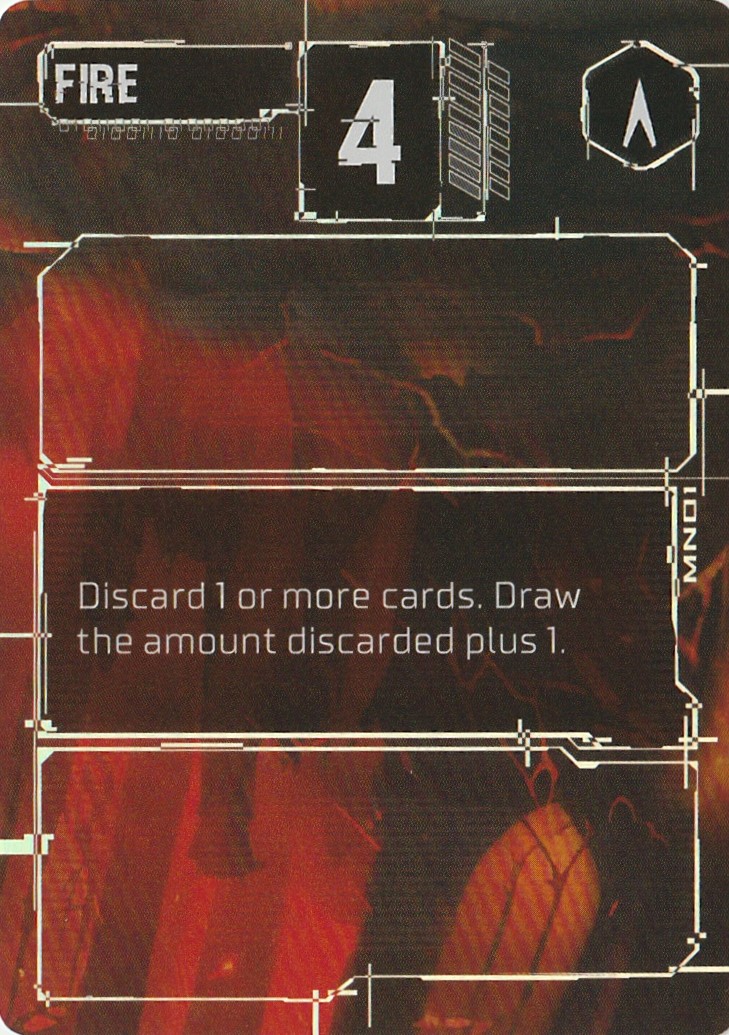 FIRE
4
Discard 1 or more cards. Draw
the amount discarded plus 1.
MN01